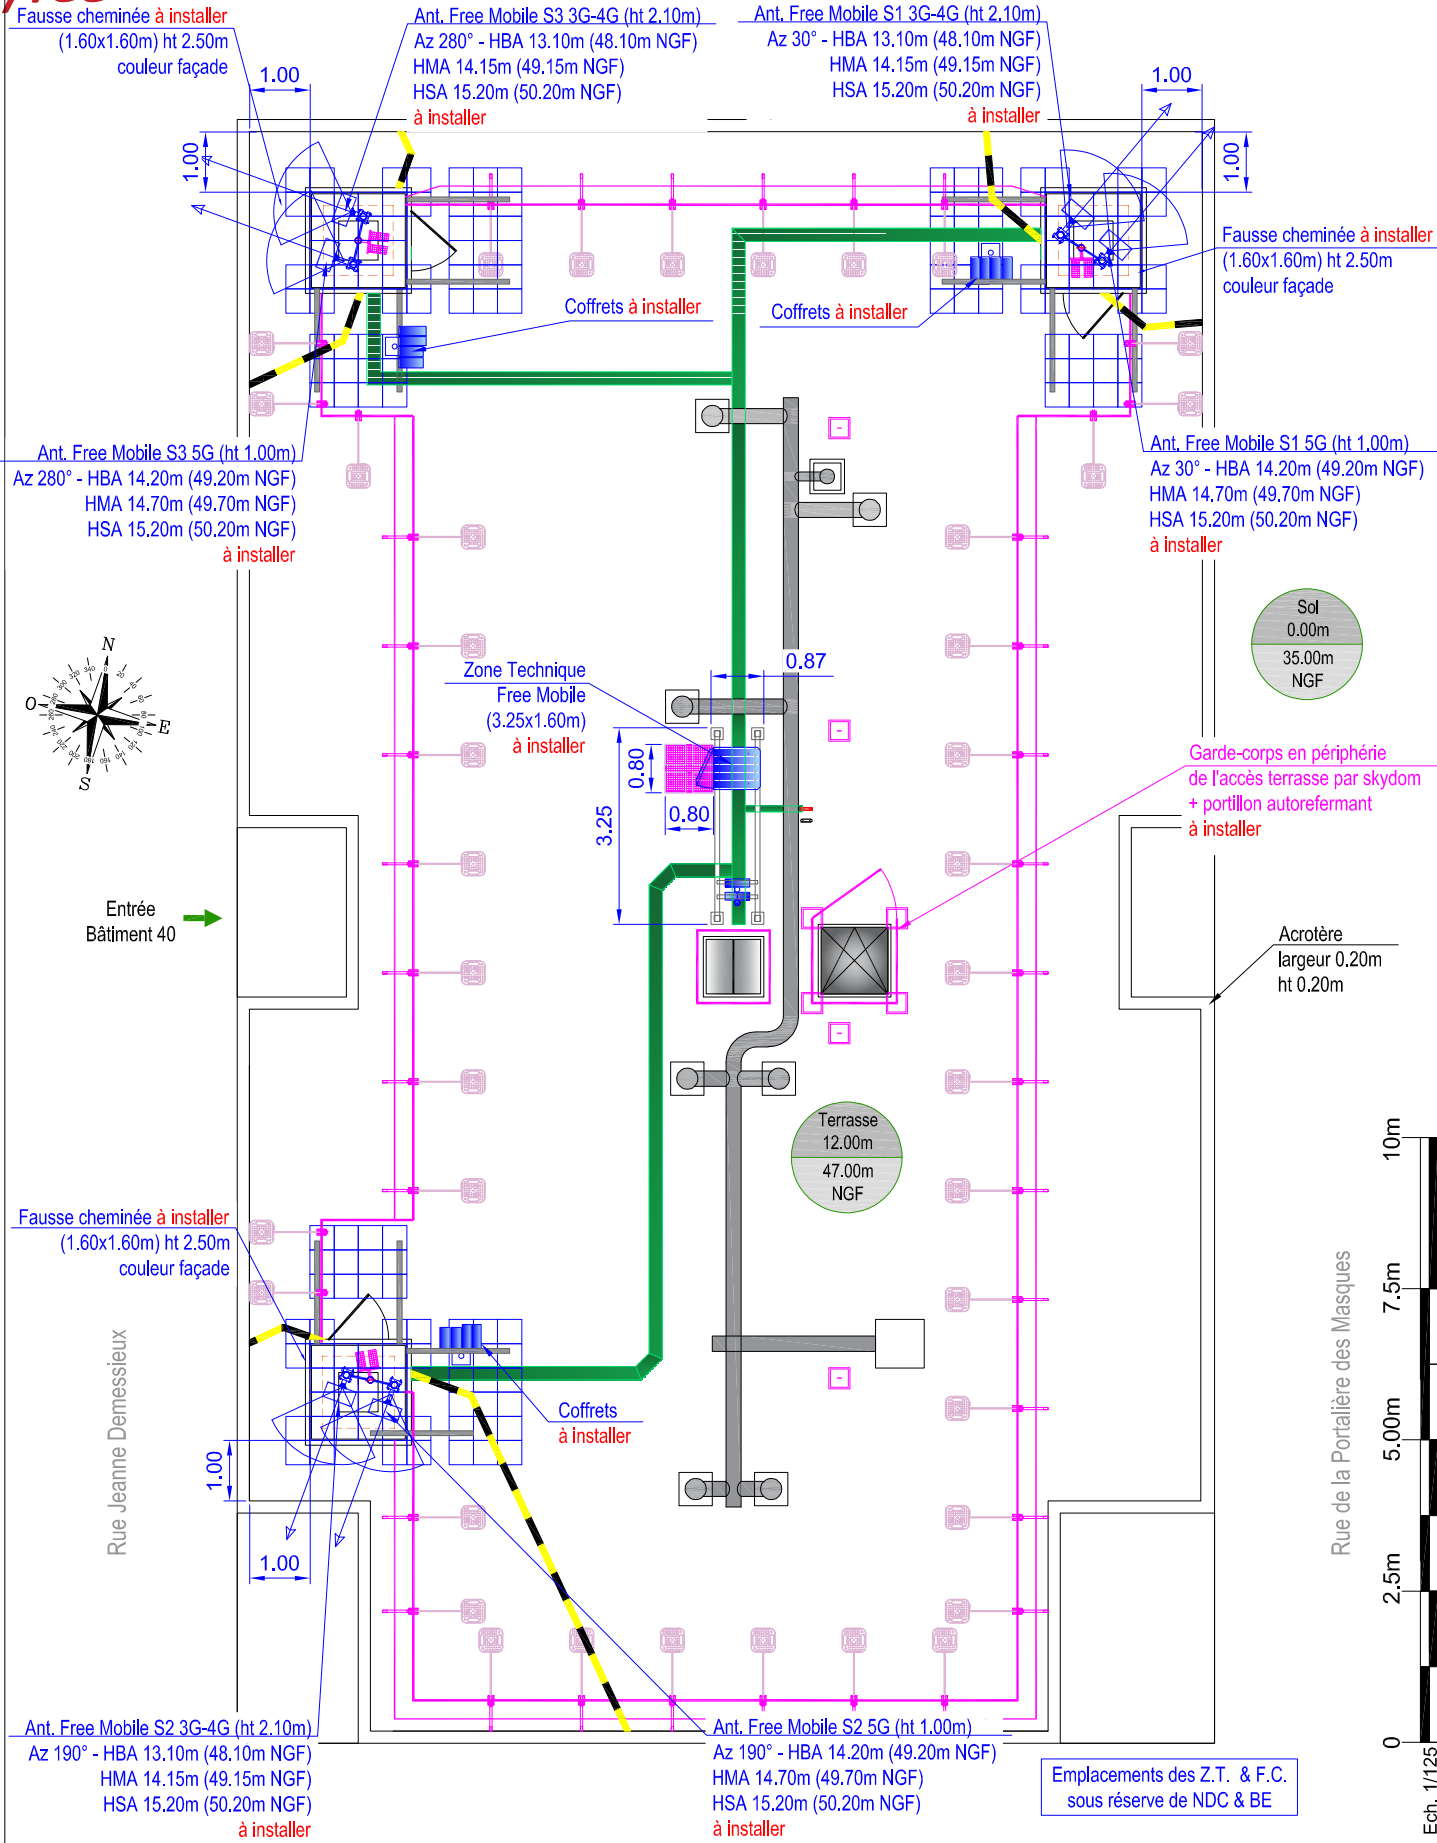 Fausse cheminée à installer
(1.60x1.60m) ht 2.50m
couleur façade
Ant. Free Mobile S3 3G-4G (ht 2.10m)
Az 280° - HBA 13.10m (48.10m NGF)
HMA 14.15m (49.15m NGF)
HSA 15.20m (50.20m NGF)
à installer
Ant. Free Mobile S1 3G-4G (ht 2.10m)
Az 30° - HBA 13.10m (48.10m NGF)
HMA 14.15m (49.15m NGF)
HSA 15.20m (50.20m NGF)
à installer
1.00
1.00
1.00
1.00
Fausse cheminée à installer
(1.60x1.60m) ht 2.50m
couleur façade
Coffrets à installer
Coffrets à installer
Ant. Free Mobile S3 5G (ht 1.00m)
Az 280° - HBA 14.20m (49.20m NGF)
HMA 14.70m (49.70m NGF)
HSA 15.20m (50.20m NGF)
à installer
Ant. Free Mobile S1 5G (ht 1.00m)
Az 30° - HBA 14.20m (49.20m NGF)
HMA 14.70m (49.70m NGF)
HSA 15.20m (50.20m NGF)
à installer
Sol
0.00m
35.00m
NGF
N
O
E
S
Zone Technique
Free Mobile
(3.25x1.60m)
à installer
0.87
0.80
0.80
3.25
Garde-corps en périphérie
de l'accès terrasse par skydom
+ portillon autorefermant
à installer
Entrée
Bâtiment 40
Acrotère
largeur 0.20m
ht 0.20m
Terrasse
12.00m
47.00m
NGF
Fausse cheminée à installer
(1.60x1.60m) ht 2.50m
couleur façade
Rue Jeanne Demessieux
Coffrets
à installer
1.00
1.00
Rue de la Portalière des Masques
10m
7.5m
5.00m
2.5m
0
Ech. 1/125
Ant. Free Mobile S2 3G-4G (ht 2.10m)
Az 190° - HBA 13.10m (48.10m NGF)
HMA 14.15m (49.15m NGF)
HSA 15.20m (50.20m NGF)
à installer
Ant. Free Mobile S2 5G (ht 1.00m)
Az 190° - HBA 14.20m (49.20m NGF)
HMA 14.70m (49.70m NGF)
HSA 15.20m (50.20m NGF)
à installer
Emplacements des Z.T. & F.C.
sous réserve de NDC & BE